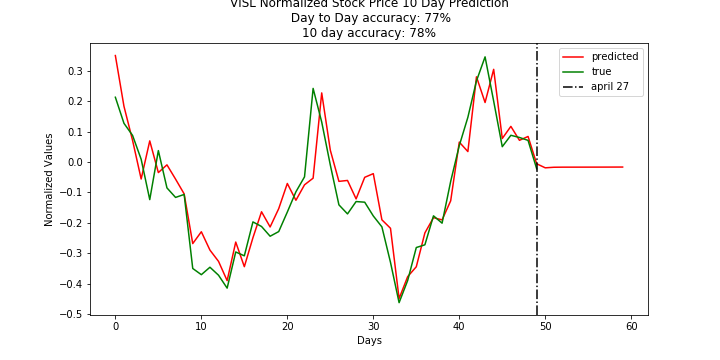 VISL Normalized Stock Price 10 Day Prediction
Day to Day accuracy: 77%
10 day accuracy: 78%
predicted
true
april 27
Normalized Values
0.3
0.2
0.1
0.0
−0.1
−0.2
−0.3
−0.4
−0.5
0 10 20 30 40 50 60
Days